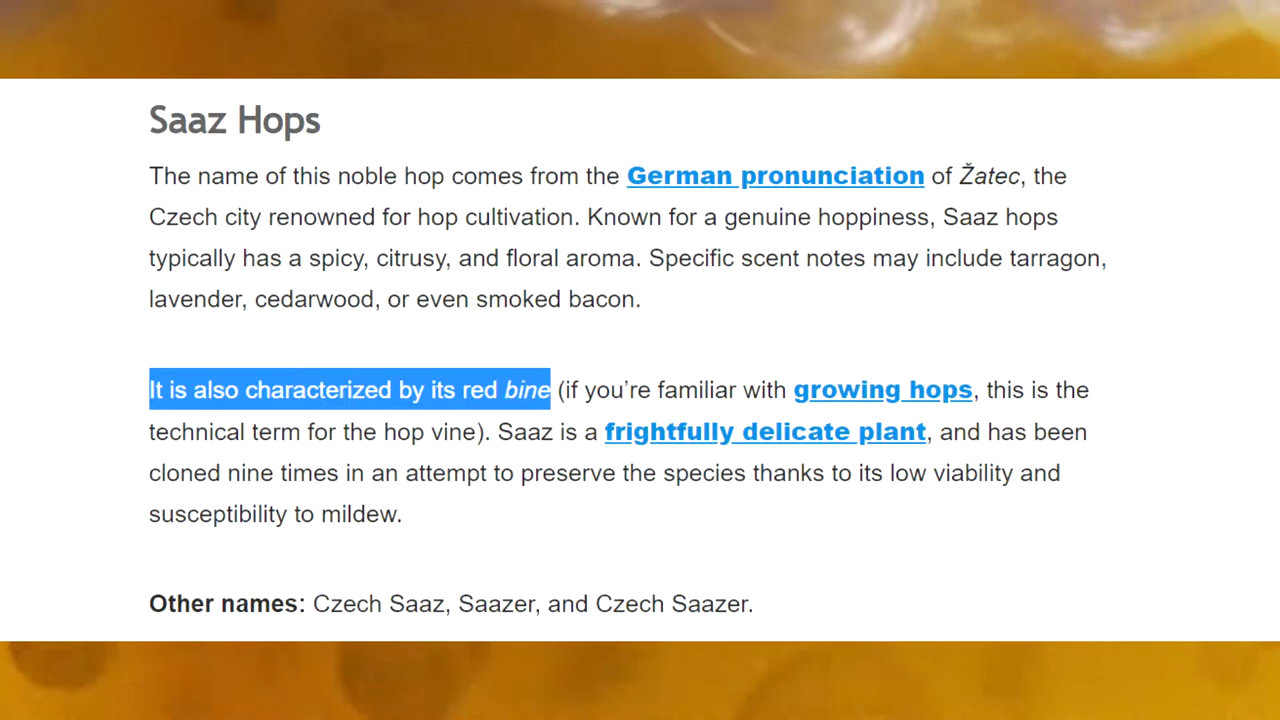 Saaz Hops
The name of this noble hop comes from the German pronunciation of Žatec, the
Czech city renowned for hop cultivation. Known for a genuine hoppiness, Saaz hops
typically has a spicy, citrusy, and floral aroma. Specific scent notes may include tarragon,
lavender, cedarwood, or even smoked bacon.
It is also characterized by its red bine (if you’re familiar with growing hops, this is the
technical term for the hop vine). Saaz is a frightfully delicate plant, and has been
cloned nine times in an attempt to preserve the species thanks to its low viability and
susceptibility to mildew.
Other names: Czech Saaz, Saazer, and Czech Saazer.